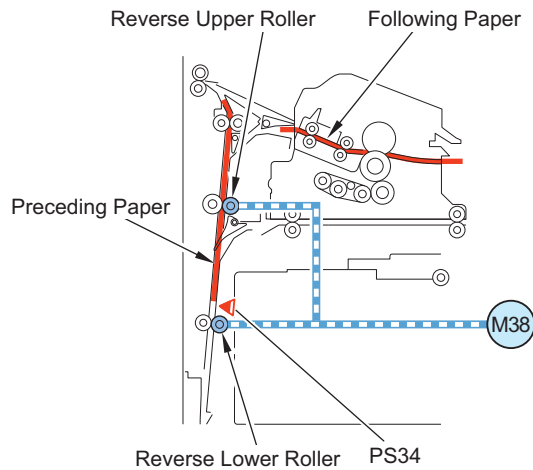 Reverse Upper Roller
Following Paper
Preceding Paper
M38
Reverse Lower Roller
PS34